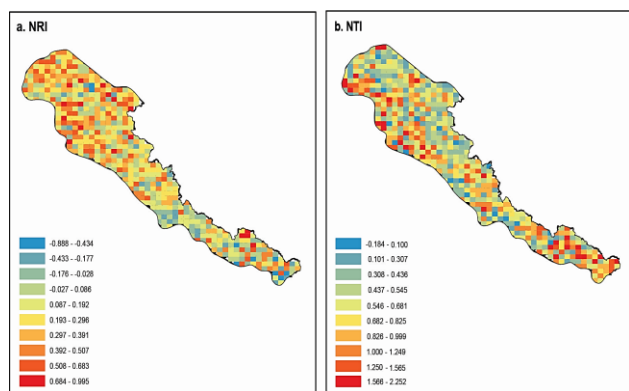 a. NRI
-0.888 - -0.434
-0.433 - -0.177
-0.176 - -0.028
-0.027 - 0.086
0.087 - 0.192
0.193 - 0.296
0.297 - 0.391
0.392 - 0.507
0.508 - 0.683
0.684 - 0.995
b. NTI
-0.184 - 0.100
0.101 - 0.307
0.308 - 0.436
0.437 - 0.545
0.546 - 0.681
0.682 - 0.825
0.826 - 0.999
1.000 - 1.249
1.250 - 1.565
1.566 - 2.252